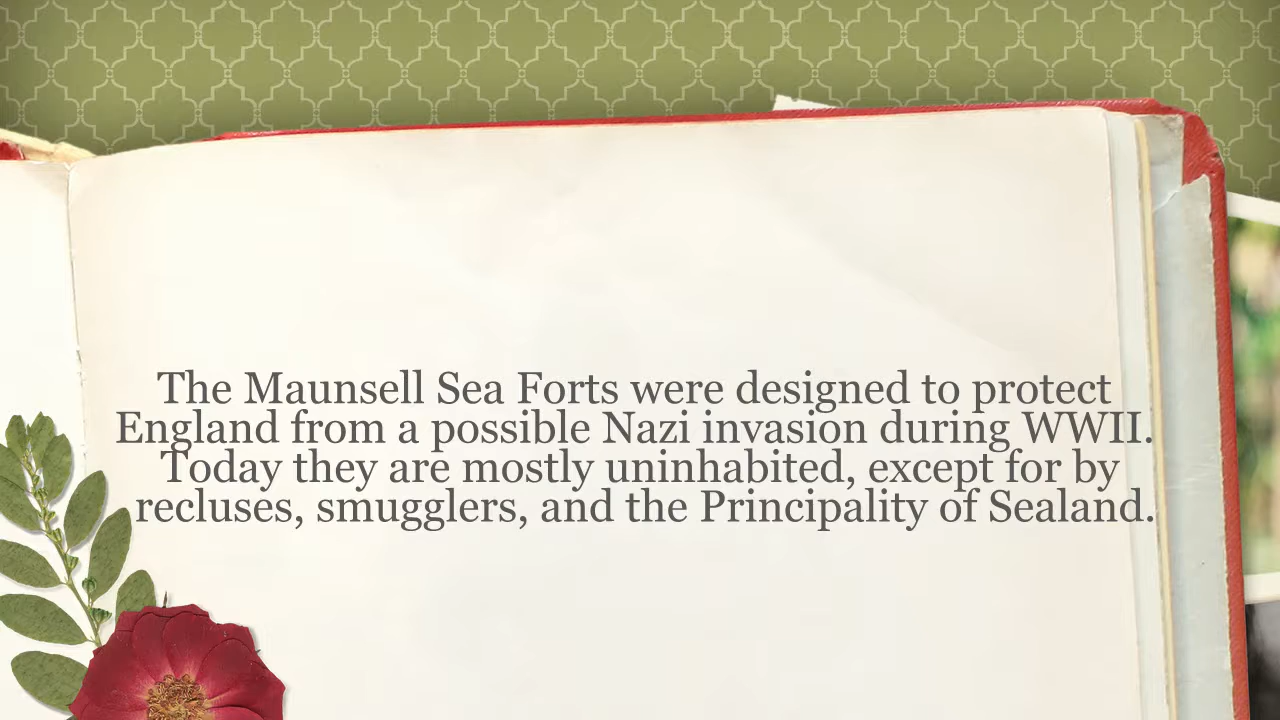 The Maunsell Sea Forts were designed to protect
England from a possible Nazi invasion during WWII.
Today they are mostly uninhabited, except for by
recluses, smugglers, and the Principality of Sealand.